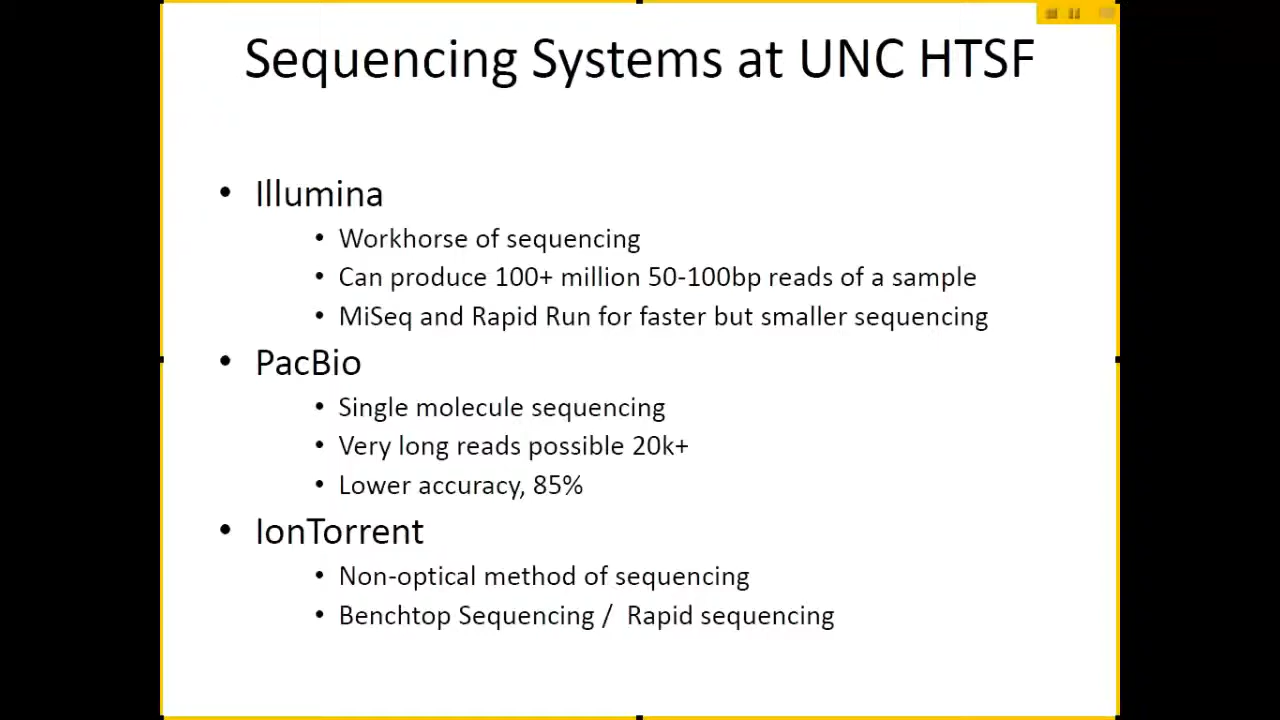 Sequencing Systems at UNC HTSF
• Illumina
• Workhorse of sequencing
• Can produce 100+ million 50-100bp reads of a sample
• MiSeq and Rapid Run for faster but smaller sequencing
• PacBio
• Single molecule sequencing
• Very long reads possible 20k+
• Lower accuracy, 85%
• IonTorrent
• Non-optical method of sequencing
• Benchtop Sequencing /  Rapid sequencing